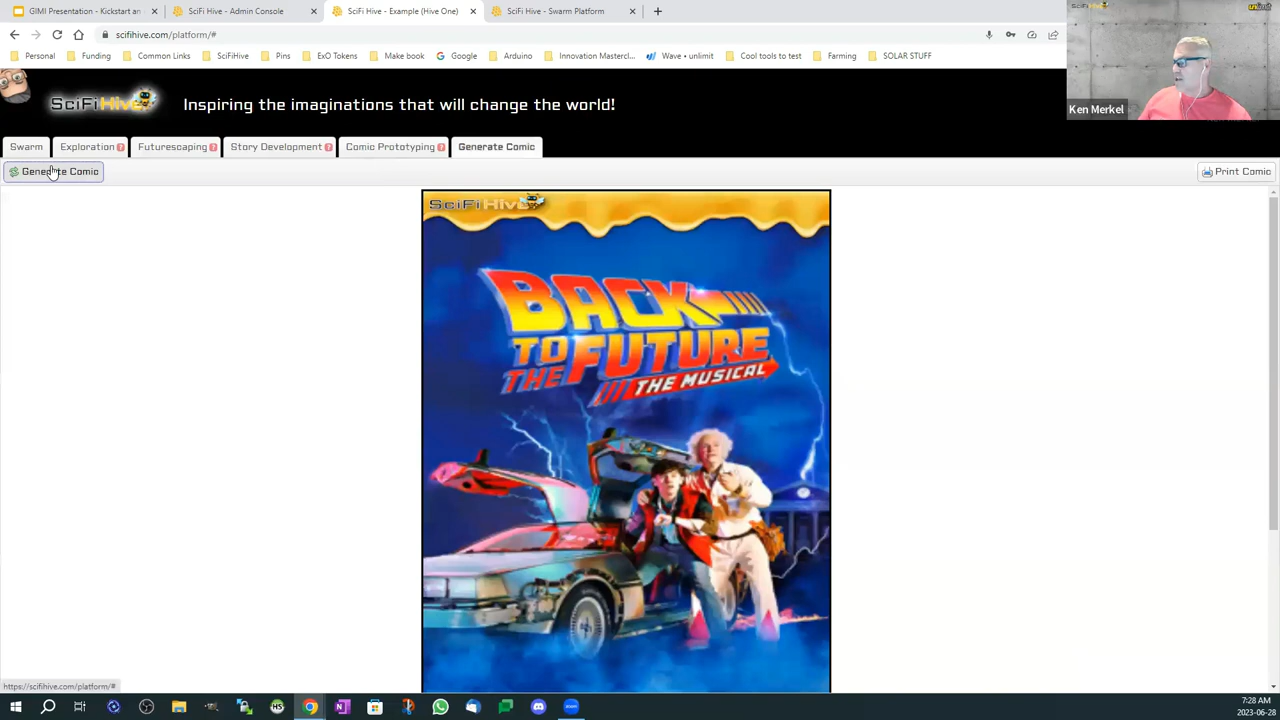 GIMI Presentation - Kickstart an
SciFi Hive - Admin Console
SciFi Hive - Example (Hive One)
SciFi Hive - Swarm Platform
scifihive.com/platform/#
Personal
Funding
Common Links
SciFiHive
Pins
ExO Tokens
Make book
Google
Arduino
Innovation Mastercl...
Wave • unlimit
Cool tools to test
Farming
SOLAR STUFF
SciFiHive
Inspiring the imaginations that will change the world!
Ken Merkel
Swarm
Exploration
Futurescaping
Story Development
Comic Prototyping
Generate Comic
Generate Comic
Print Comic
SciFiHive
BACK
TO THE FUTURE
THE MUSICAL
https://scifihive.com/platform/#
7:28 AM
2023-06-28